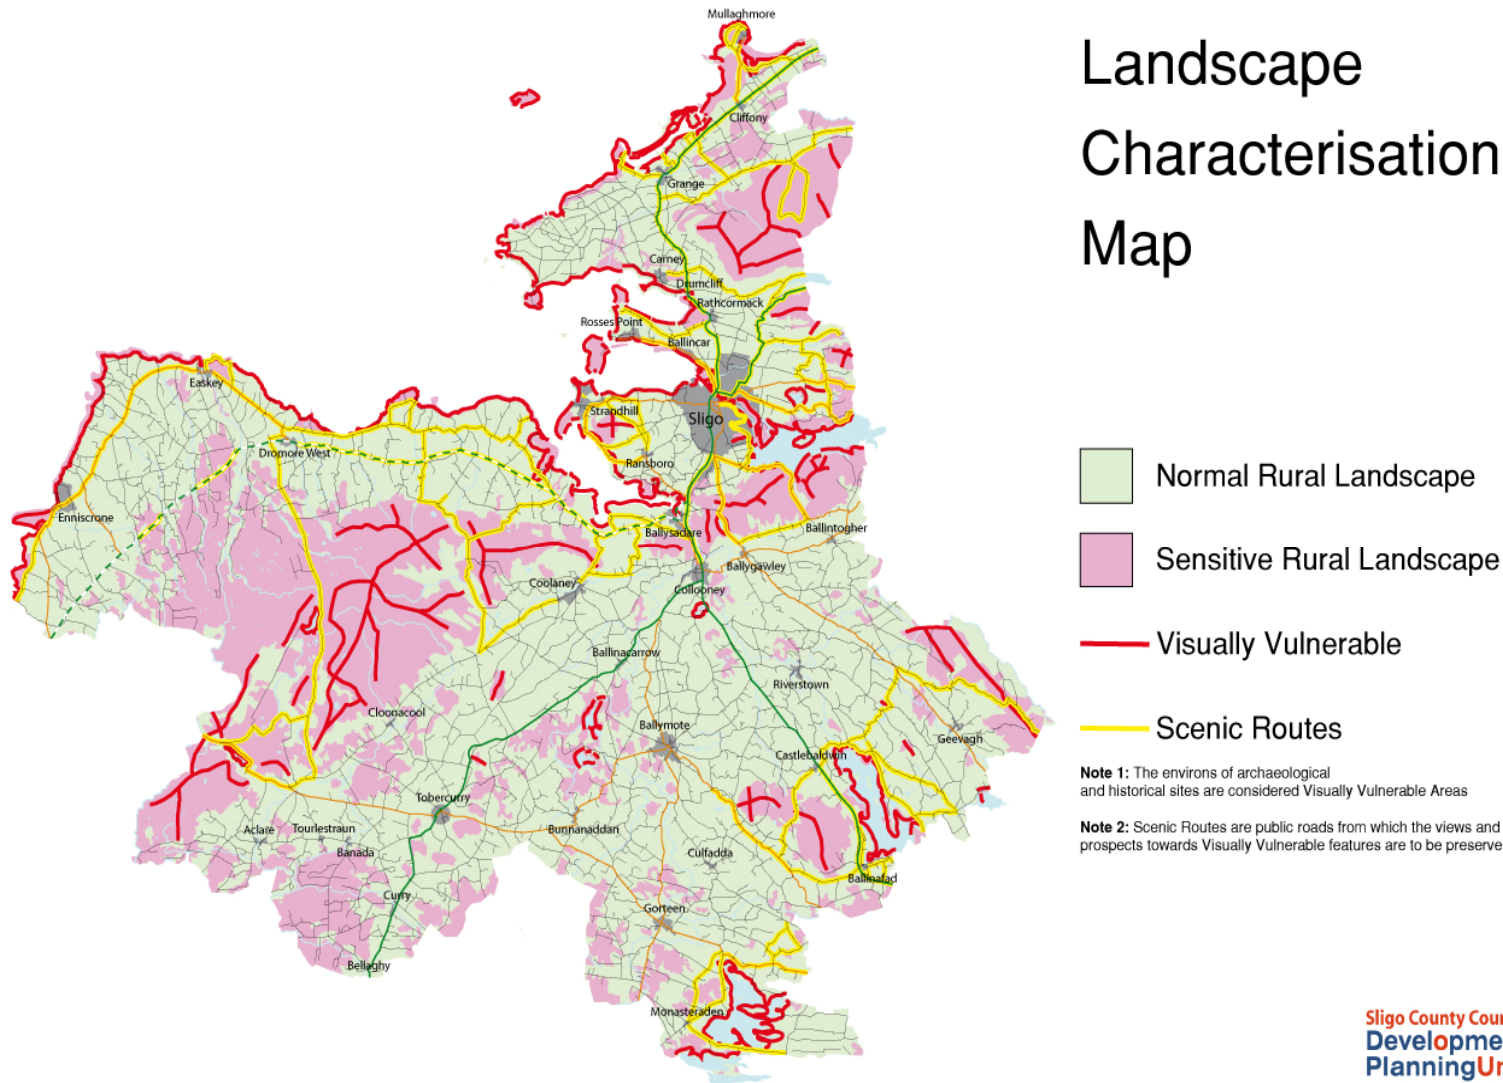 Landscape
Characterisation
Map
Normal Rural Landscape
Sensitive Rural Landscape
Visually Vulnerable
Scenic Routes
Note 1: The environs of archaeological
and historical sites are considered Visually Vulnerable Areas
Note 2: Scenic Routes are public roads from which the views and
prospects towards Visually Vulnerable features are to be preserve
Sligo County Cour
Developme
PlanningUr
Mullaghmore
Cliffony
Grange
Carney
Drumcliff
Rathcormack
Rosses Point
Ballincar
Easkey
Strandhill
Sligo
Dromore West
Ransboro
Enniscrone
Ballysadare
Ballintogher
Ballygawley
Coolaney
Collooney
Ballinacarrow
Riverstown
Cloonacool
Ballymote
Geevagh
Castlebaldwin
Tobercurry
Aclare
Tourlestraun
Bunnanaddan
Banada
Culfadda
Ballinafad
Curry
Gorteen
Bellaghy
Monasteraden